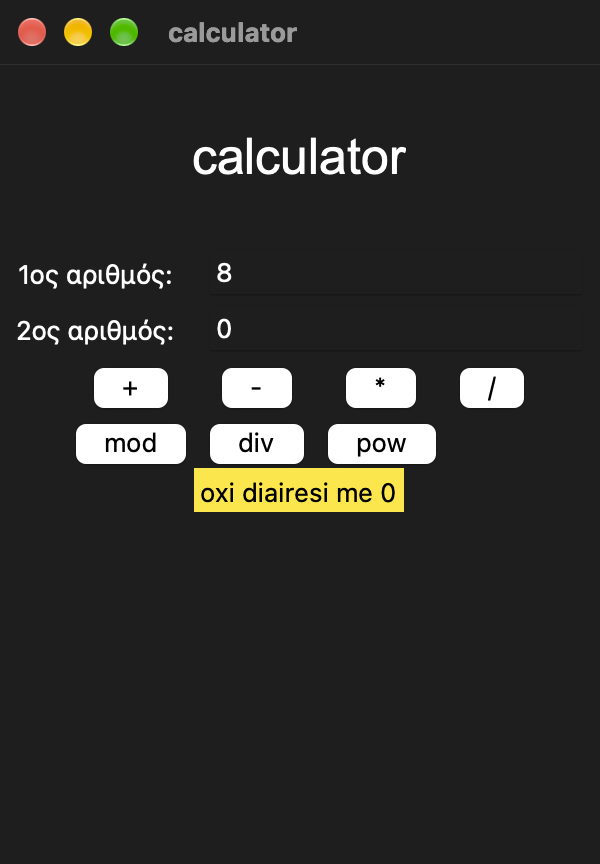 calculator
calculator
1ος αριθμός: 8
2ος αριθμός: 0
+ - * /
mod div pow
oxi diairesi me 0